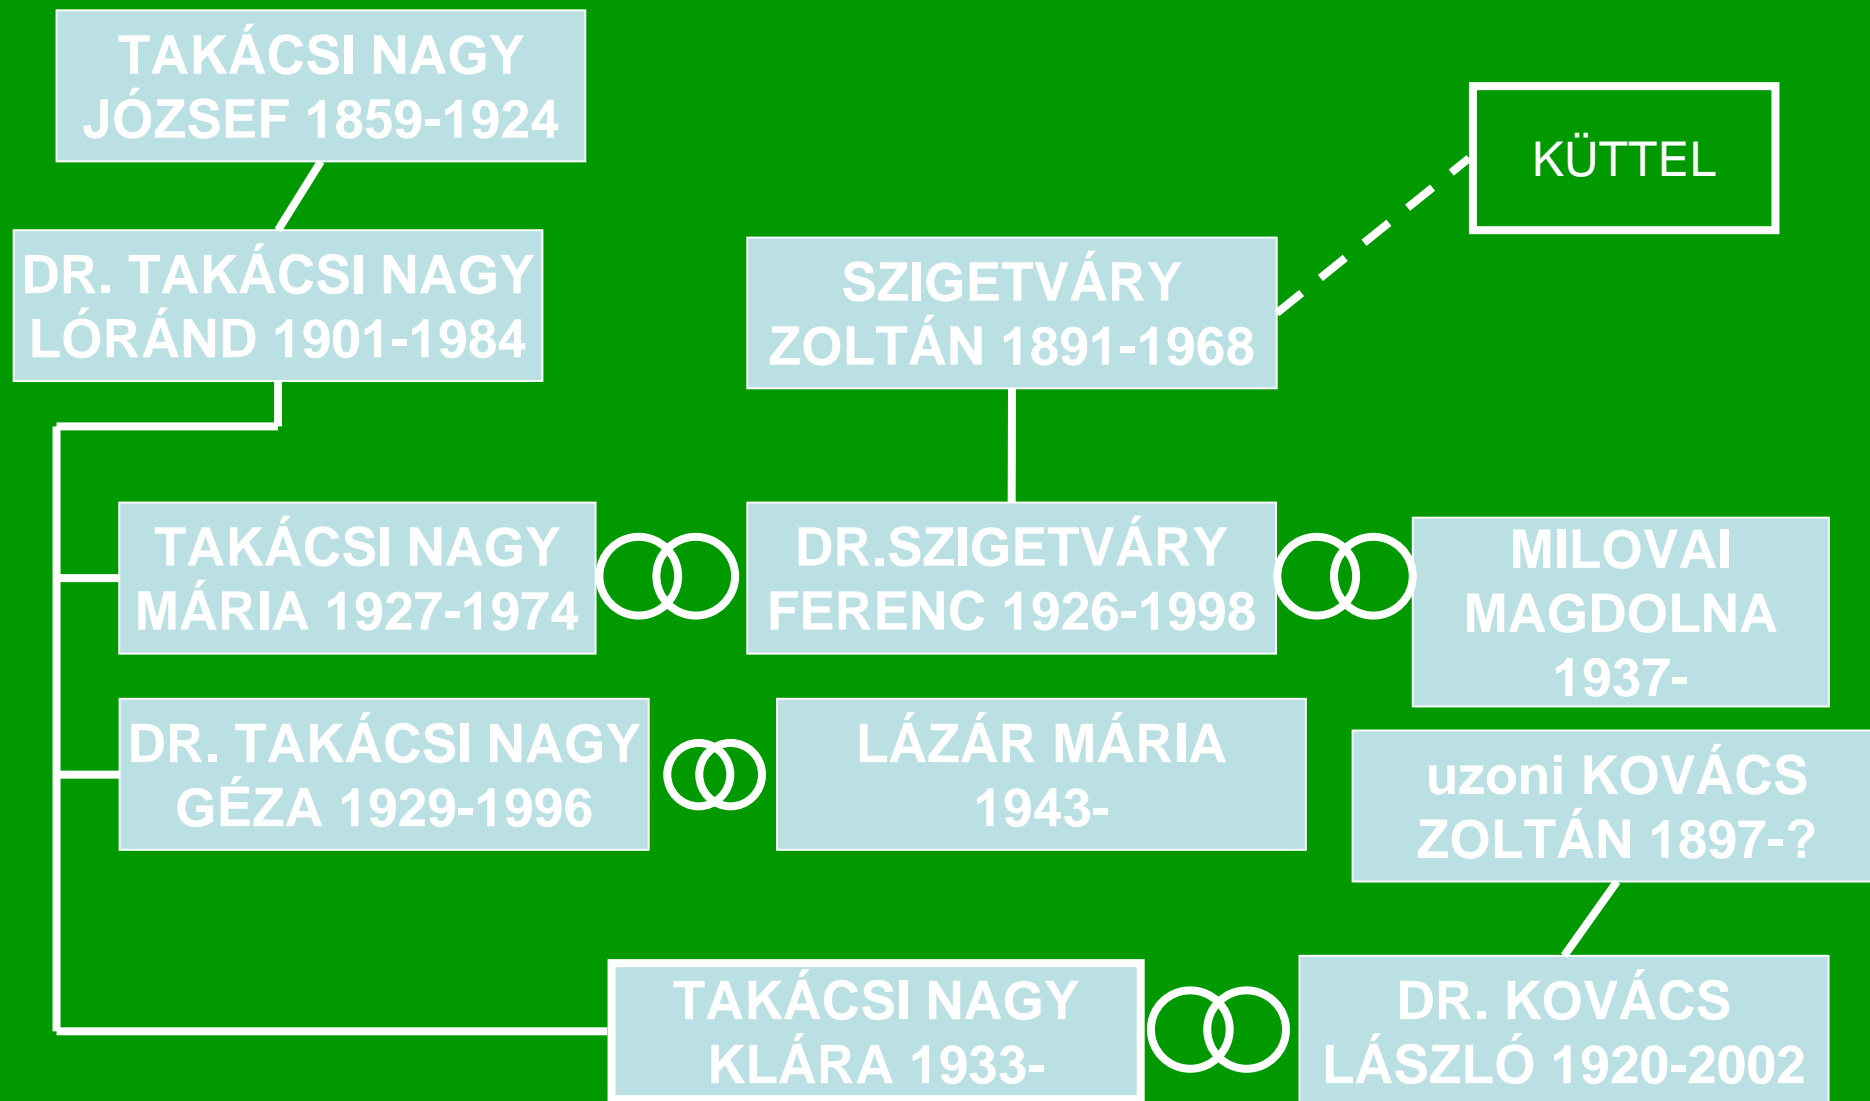 TAKÁCSI NAGY
JÓZSEF 1859-1924
KÜTTEL
DR. TAKÁCSI NAGY
LÓRÁND 1901-1984
SZIGETVÁRY
ZOLTÁN 1891-1968
TAKÁCSI NAGY
MÁRIA 1927-1974
DR.SZIGETVÁRY
FERENC 1926-1998
MILOVAI
MAGDOLNA
1937-
DR. TAKÁCSI NAGY
GÉZA 1929-1996
LÁZÁR MÁRIA
1943-
uzoni KOVÁCS
ZOLTÁN 1897-?
TAKÁCSI NAGY
KLÁRA 1933-
DR. KOVÁCS
LÁSZLÓ 1920-2002